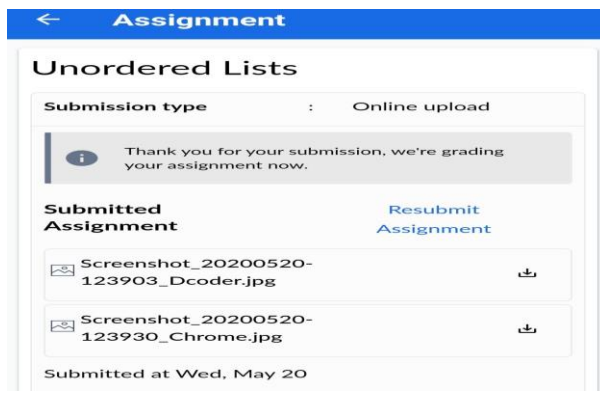 Assignment
Unordered Lists
Submission type : Online upload
Thank you for your submission, we're grading
your assignment now.
Submitted
Assignment
Resubmit
Assignment
Screenshot_20200520-
123903_Dcoder.jpg
Screenshot_20200520-
123930_Chrome.jpg
Submitted at Wed, May 20